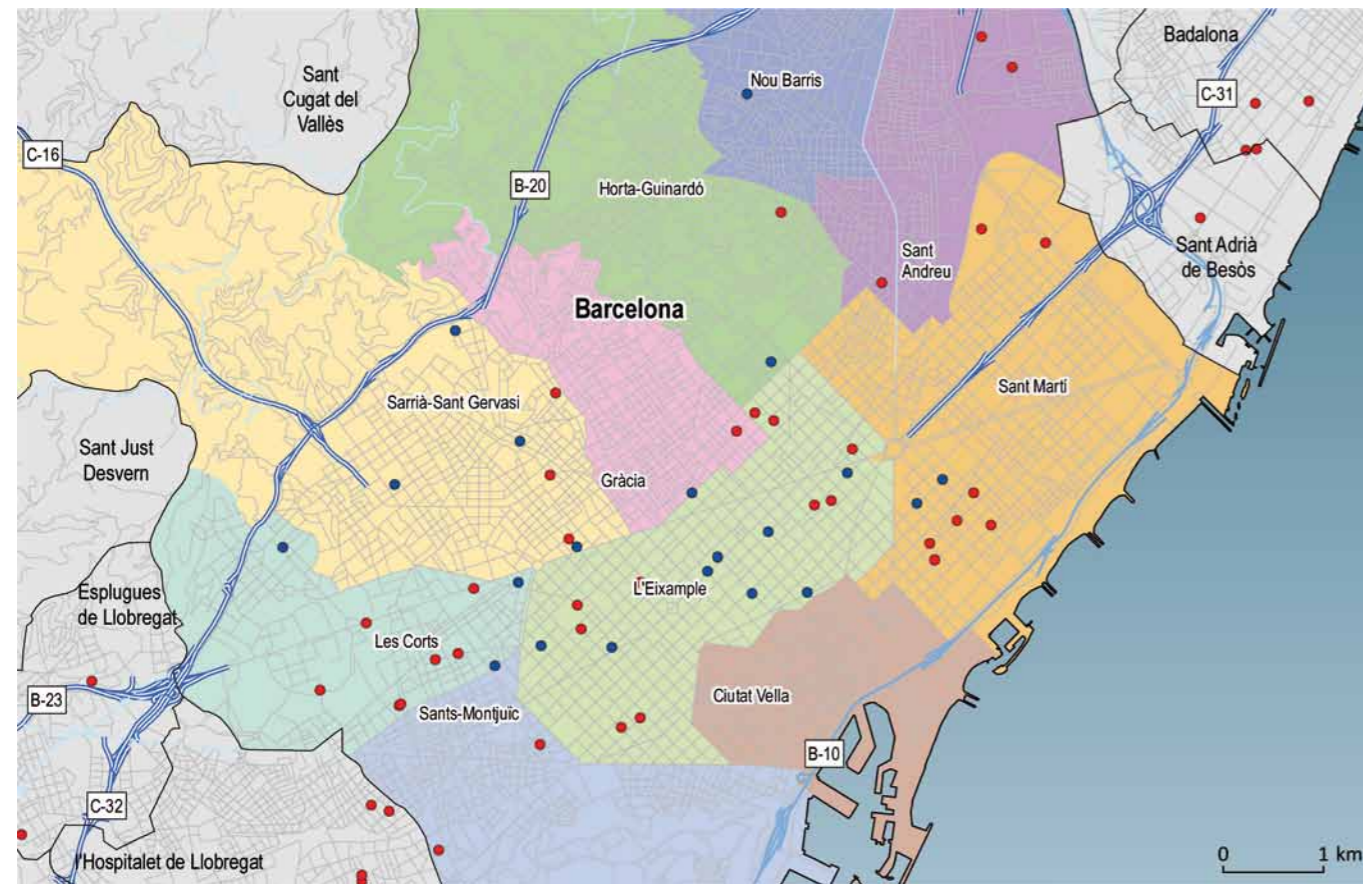 Badalona
Sant
Cugat del
Vallès
Nou Barris
C-31
C-16
B-20
Horta-Guinardó
Sant
Andreu
Sant Adrià
de Besòs
Barcelona
Sant Martí
Sarrià-Sant Gervasi
Sant Just
Desvern
Gràcia
L'Eixample
Esplugues
de Llobregat
Les Corts
B-23
Ciutat Vella
Sants-Montjuïc
B-10
C-32
l'Hospitalet de Llobregat
0 1 km